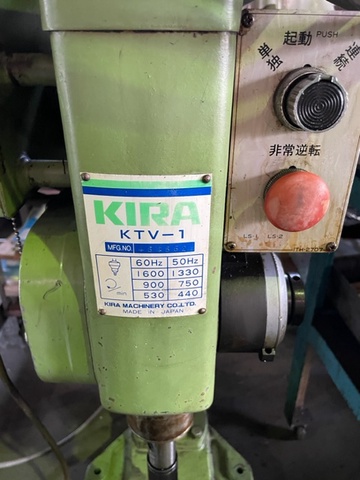 起動 PUSH
単独
連続
非常逆転
LS-1 LS-2
KIRA
KTV-1
MFG.NO.
60Hz 50Hz
1600 1330
900 750
530 440
KIRA MACHINERY CO.,LTD.
MADE IN JAPAN